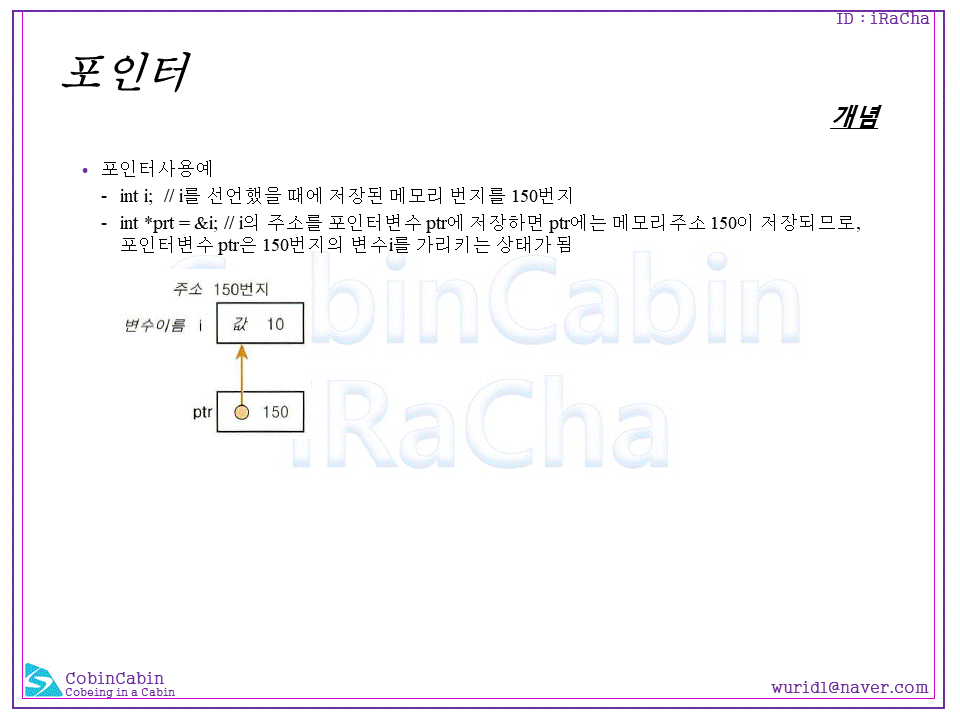 ID : iRaCha
포인터
개념
• 포인터사용예
- int i; // i를 선언했을 때에 저장된 메모리 번지를 150번지
- int *prt = &i; // i의 주소를 포인터변수 ptr에 저장하면 ptr에는 메모리주소 150이 저장되므로,
포인터변수 ptr은 150번지의 변수i를 가리키는 상태가 됨
CobinCabin
iRaCha
주소 150번지
변수이름 i 값 10
ptr 150
CobinCabin
Cobeing in a Cabin
wurid1@naver.com